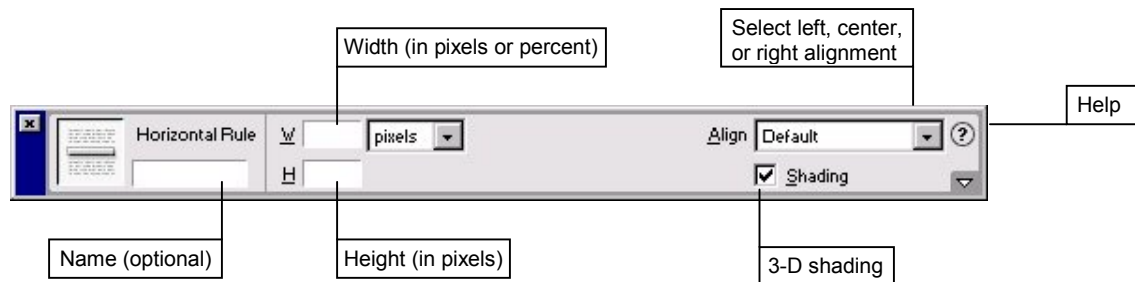 Width (in pixels or percent)
Select left, center,
or right alignment
Help
Horizontal Rule
W
pixels
Align
Default
?
H
Shading
Name (optional)
Height (in pixels)
3-D shading